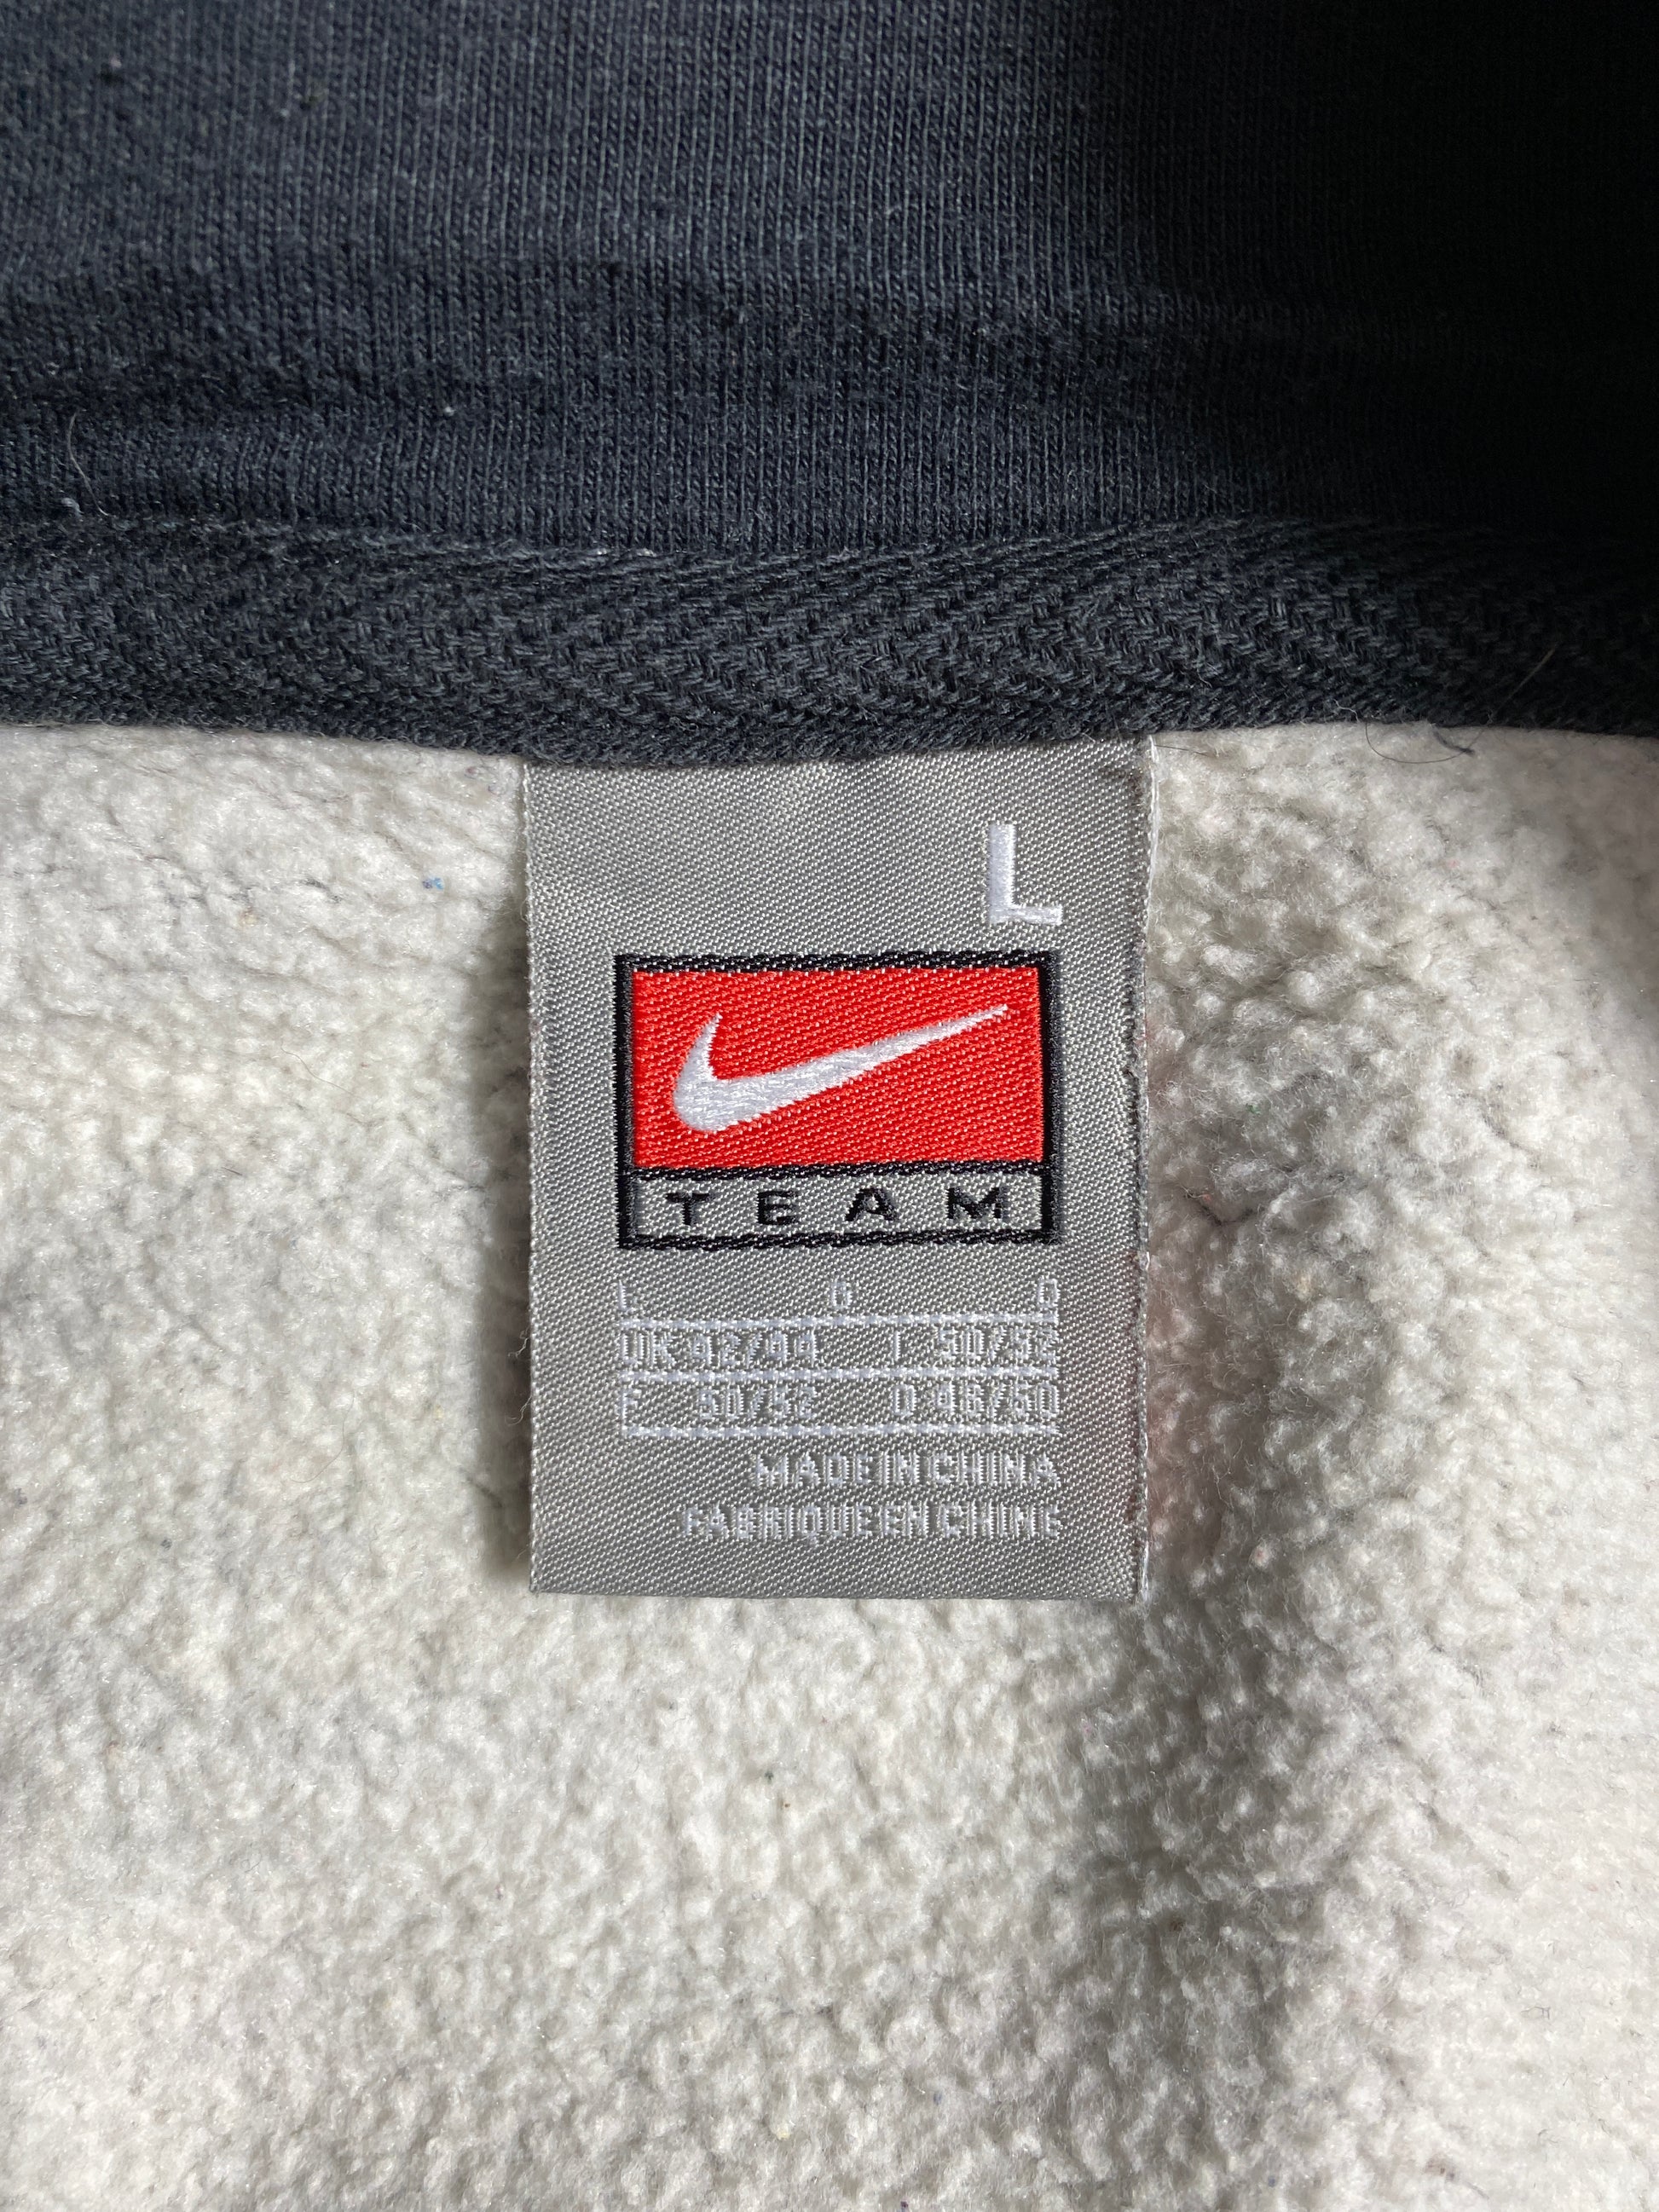 L
TEAM
L G G
UK 42/44 I 50/52
F 50/52 D 48/50
MADE IN CHINA
FABRIQUE EN CHINE